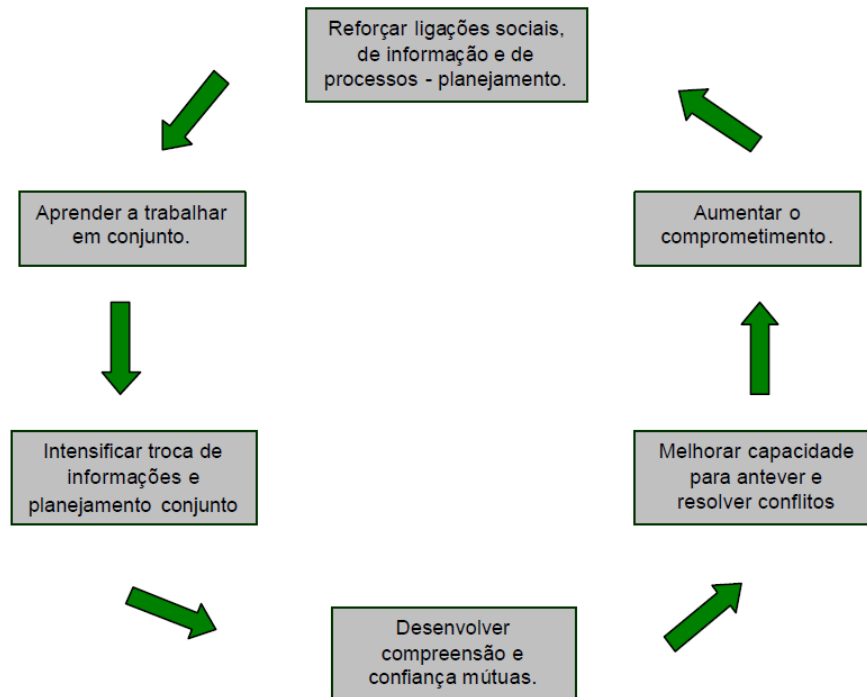 Reforçar ligações sociais,
de informação e de
processos - planejamento.
Aprender a trabalhar
em conjunto.
Aumentar o
comprometimento.
Intensificar troca de
informações e
planejamento conjunto
Melhorar capacidade
para antever e
resolver conflitos
Desenvolver
compreensão e
confiança mútuas.